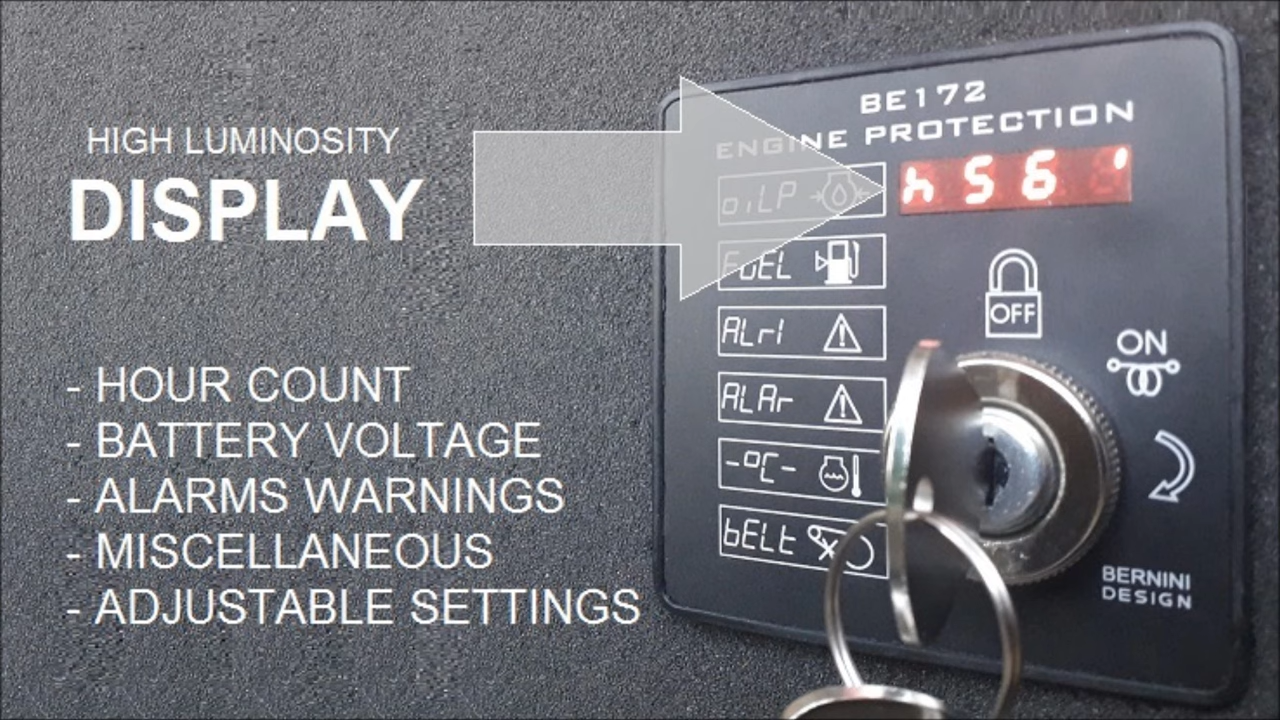 HIGH LUMINOSITY
DISPLAY
- HOUR COUNT
- BATTERY VOLTAGE
- ALARMS WARNINGS
- MISCELLANEOUS
- ADJUSTABLE SETTINGS
BE172
ENGINE PROTECTION
h 56 '
oiLP
FuEL
ALr1
ALAr
-°C-
bELt
OFF
ON
BERNINI
DESIGN